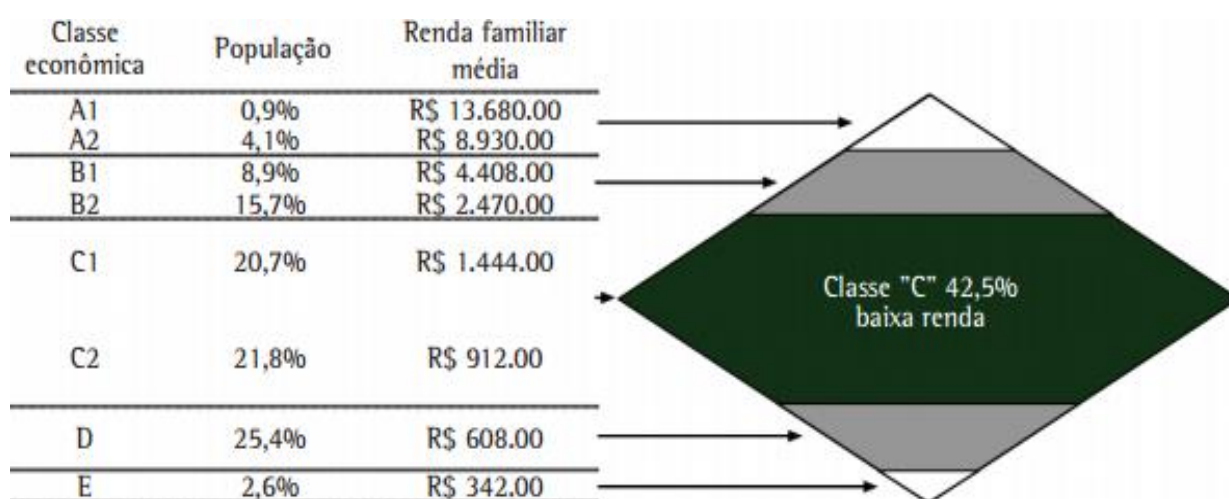 Classe econômica População Renda familiar média
A1 0,9% R$ 13.680.00
A2 4,1% R$ 8.930.00
B1 8,9% R$ 4.408.00
B2 15,7% R$ 2.470.00
C1 20,7% R$ 1.444.00
C2 21,8% R$ 912.00
D 25,4% R$ 608.00
E 2,6% R$ 342.00
Classe "C" 42,5%
baixa renda